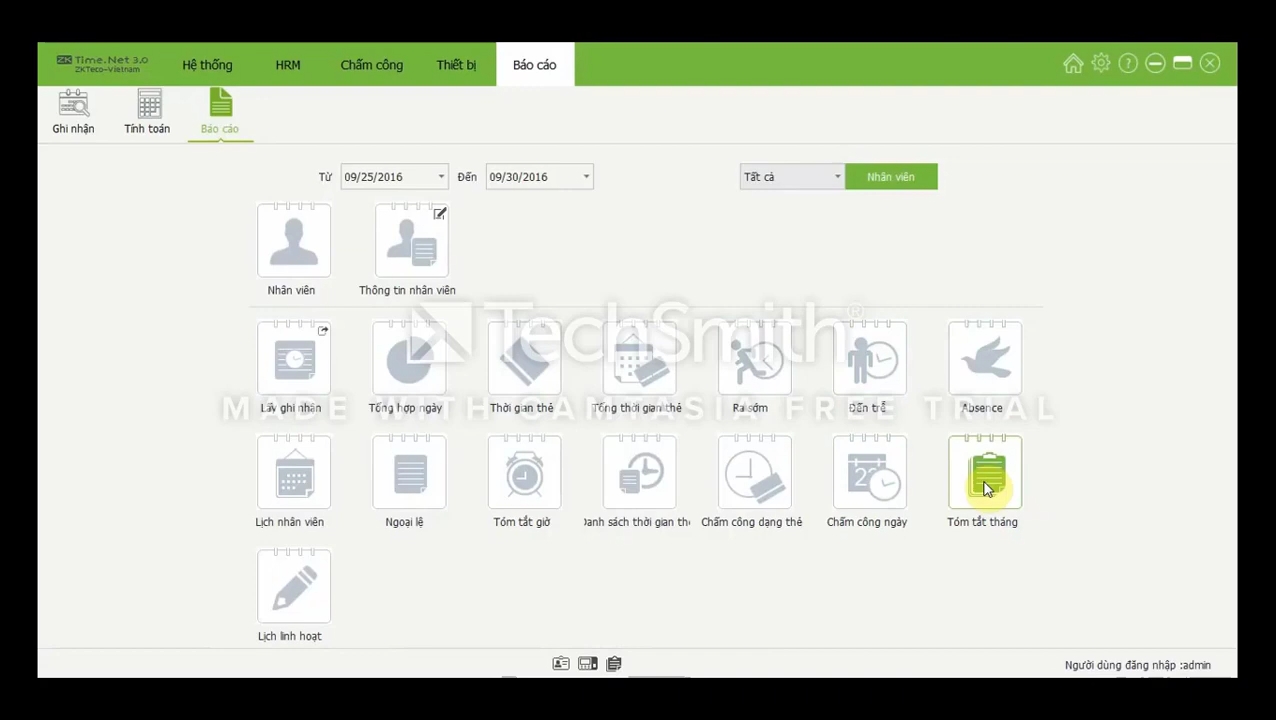 ZK Time.Net 3.0
ZKTeco-Vietnam
Hệ thống
HRM
Chấm công
Thiết bị
Báo cáo
Ghi nhận
Tính toán
Báo cáo
Từ
09/25/2016
Đến
09/30/2016
Tất cả
Nhân viên
Nhân viên
Thông tin nhân viên
TechSmith®
MADE WITH CAMTASIA FREE TRIAL
Lấy ghi nhận
Tổng hợp ngày
Thời gian thẻ
Tổng thời gian thẻ
Ra sớm
Đến trễ
Absence
Lịch nhân viên
Ngoại lệ
Tóm tắt giờ
Danh sách thời gian thẻ
Chấm công dạng thẻ
Chấm công ngày
Tóm tắt tháng
Lịch linh hoạt
Người dùng đăng nhập :admin